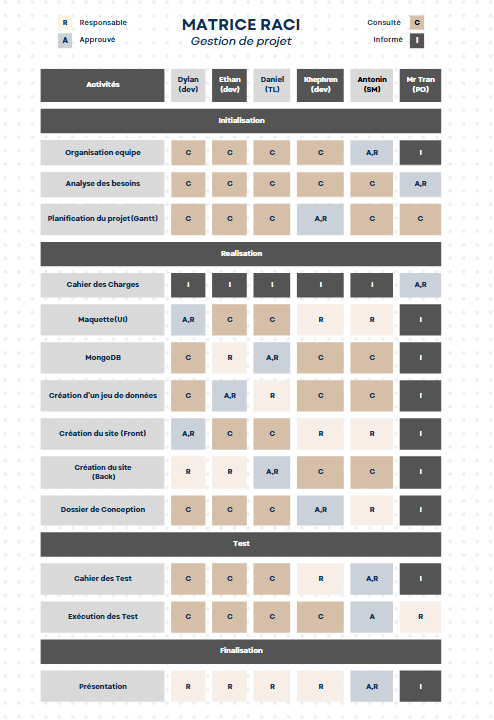 R Responsable
A Approuvé
MATRICE RACI
Gestion de projet
Consulté C
Informé I
Activités Dylan (dev) Ethan (dev) Daniel (TL) Khephren (dev) Antonin (SM) Mr Tran (PO)
Initialisation
Organisation equipe C C C C A,R I
Analyse des besoins C C C C C A,R
Planification du projet(Gantt) C C C A,R C C
Realisation
Cahier des Charges I I I I I A,R
Maquette(UI) A,R C C R R I
MongoDB C R A,R C C I
Création d'un jeu de données C A,R R C C I
Création du site (Front) A,R C C R R I
Création du site (Back) R R A,R C C I
Dossier de Conception C C C A,R R I
Test
Cahier des Test C C C R A,R I
Exécution des Test C C C C A R
Finalisation
Présentation R R R R A,R I